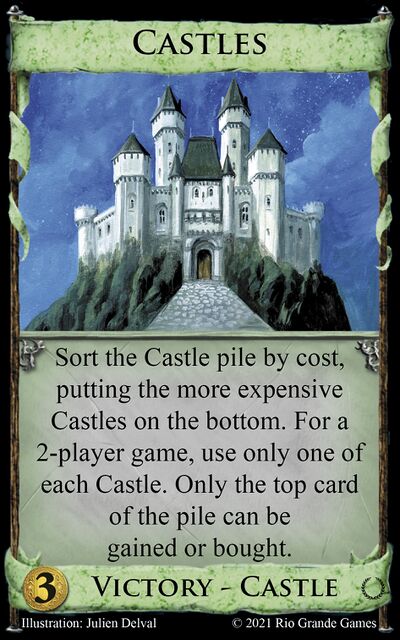 CASTLES
Sort the Castle pile by cost,
putting the more expensive
Castles on the bottom. For a
2-player game, use only one of
each Castle. Only the top card
of the pile can be
gained or bought.
3 VICTORY - CASTLE
Illustration: Julien Delval © 2021 Rio Grande Games